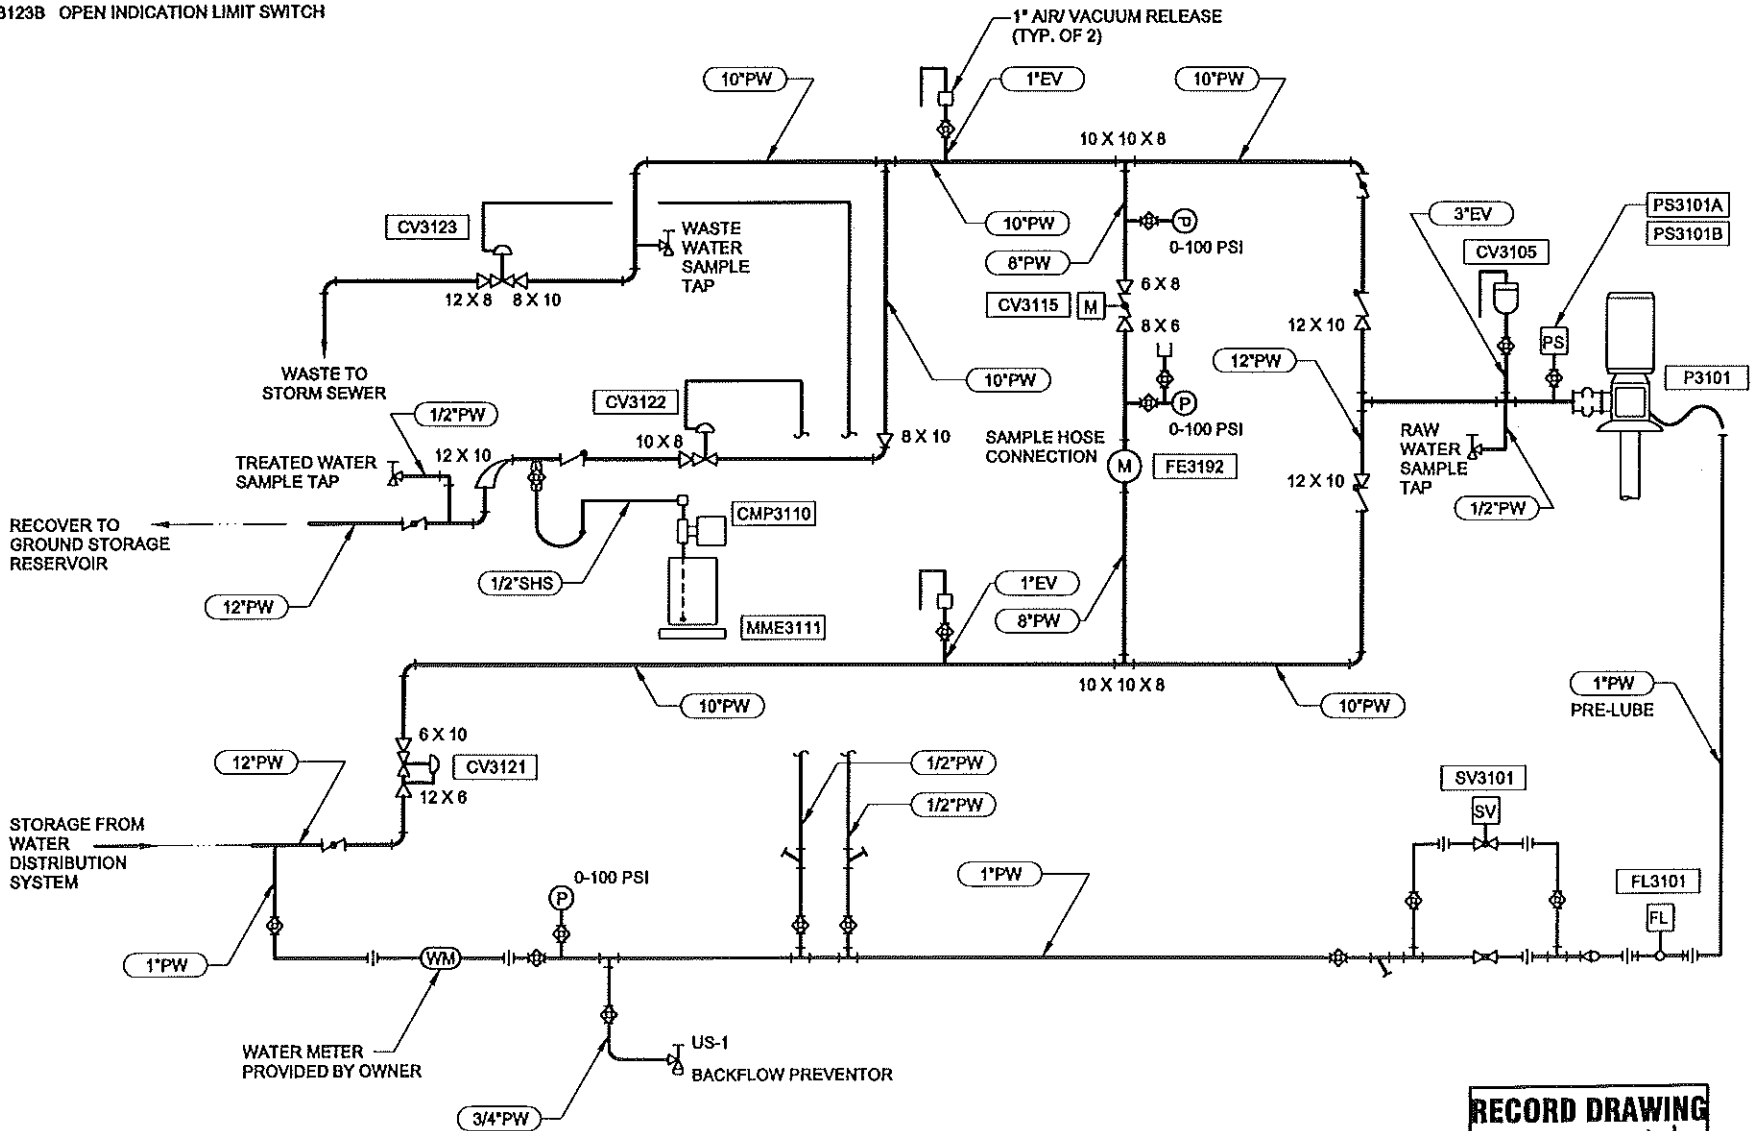 3123B OPEN INDICATION LIMIT SWITCH
1" AIR/ VACUUM RELEASE
(TYP. OF 2)
10"PW
1"EV
10"PW
10 X 10 X 8
CV3123
WASTE
WATER
SAMPLE
TAP
10"PW
8"PW
P
0-100 PSI
3"EV
PS3101A
PS3101B
CV3105
12 X 8
8 X 10
6 X 8
CV3115
M
8 X 6
12 X 10
PS
WASTE TO
STORM SEWER
10"PW
12"PW
P3101
CV3122
1/2"PW
P
0-100 PSI
10 X 8
8 X 10
SAMPLE HOSE
CONNECTION
RAW
WATER
SAMPLE
TAP
12 X 10
TREATED WATER
SAMPLE TAP
M
FE3192
12 X 10
1/2"PW
RECOVER TO
GROUND STORAGE
RESERVOIR
CMP3110
1/2"SHS
12"PW
1"EV
8"PW
MME3111
10"PW
10 X 10 X 8
10"PW
1"PW
PRE-LUBE
6 X 10
12"PW
CV3121
12 X 6
1/2"PW
1/2"PW
SV3101
SV
STORAGE FROM
WATER
DISTRIBUTION
SYSTEM
P
0-100 PSI
1"PW
FL3101
FL
1"PW
WM
WATER METER
PROVIDED BY OWNER
US-1
BACKFLOW PREVENTOR
3/4"PW
RECORD DRAWING